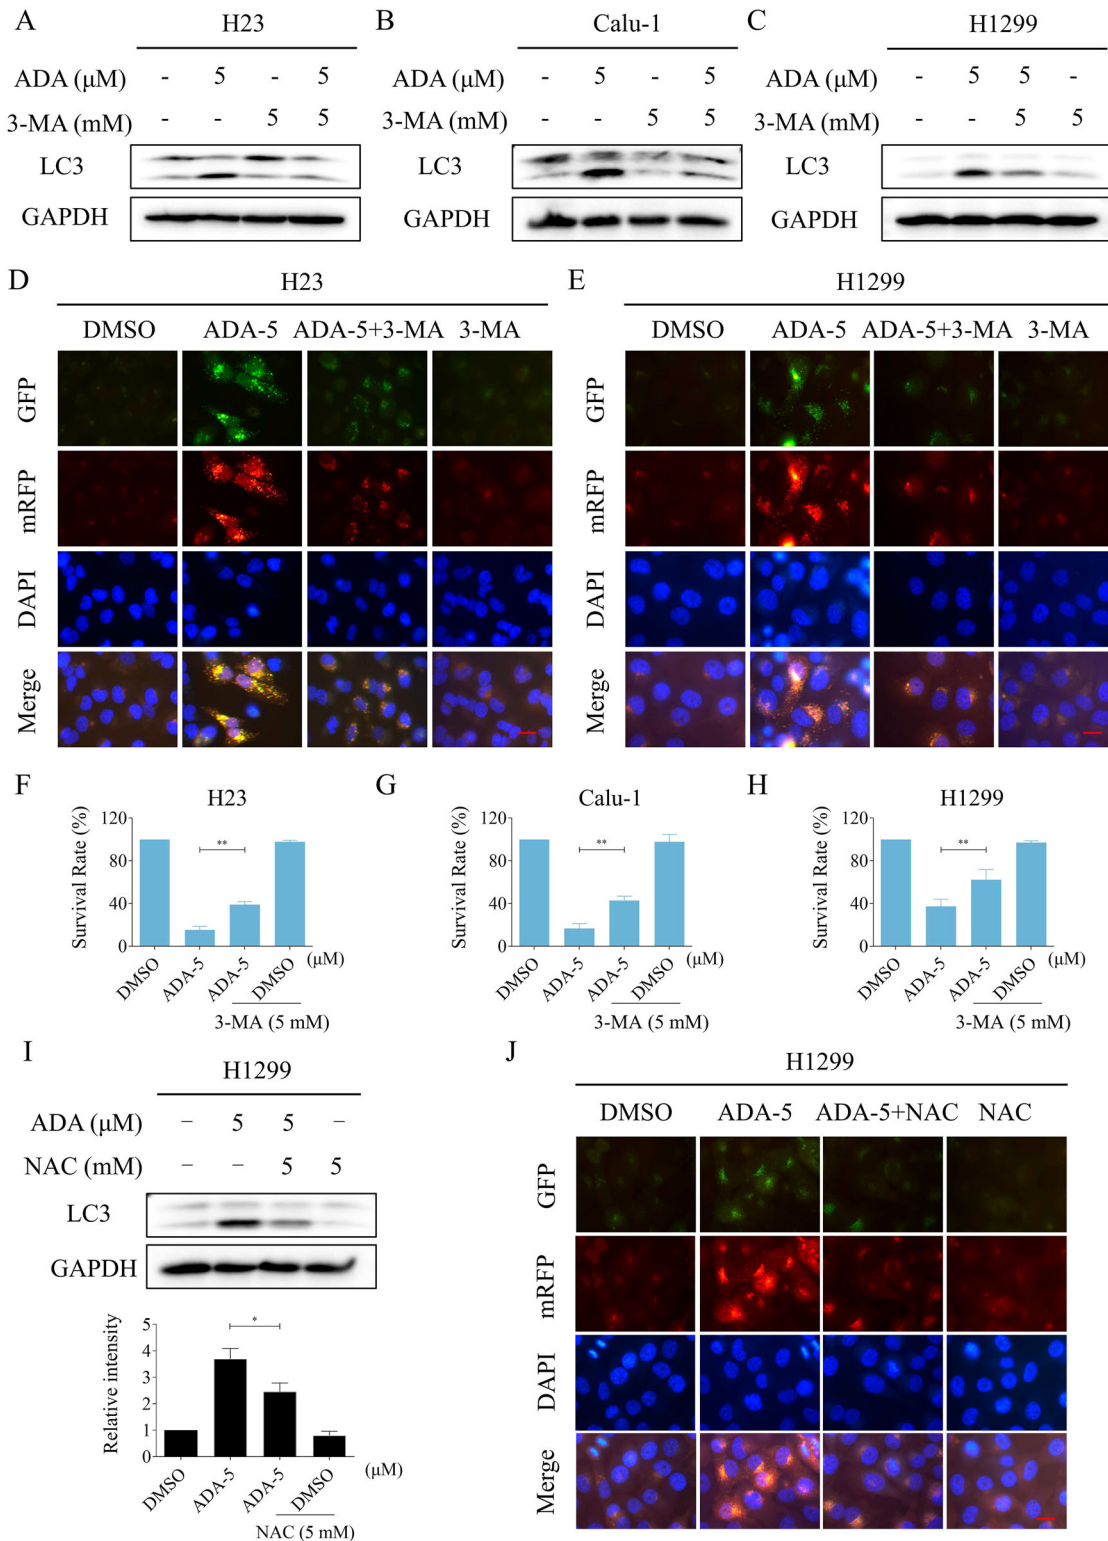 A
H23
ADA (μM) - 5 - 5
3-MA (mM) - - 5 5
LC3
GAPDH
B
Calu-1
ADA (μM) - 5 - 5
3-MA (mM) - - 5 5
LC3
GAPDH
C
H1299
ADA (μM) - 5 5 -
3-MA (mM) - - 5 5
LC3
GAPDH
D
H23
DMSO ADA-5 ADA-5+3-MA 3-MA
GFP
mRFP
DAPI
Merge
E
H1299
DMSO ADA-5 ADA-5+3-MA 3-MA
GFP
mRFP
DAPI
Merge
F
H23
Survival Rate (%)
120
80
40
0
**
DMSO ADA-5 ADA-5 DMSO (μM)
3-MA (5 mM)
G
Calu-1
Survival Rate (%)
120
80
40
0
**
DMSO ADA-5 ADA-5 DMSO (μM)
3-MA (5 mM)
H
H1299
Survival Rate (%)
120
80
40
0
**
DMSO ADA-5 ADA-5 DMSO (μM)
3-MA (5 mM)
I
H1299
ADA (μM) – 5 5 –
NAC (mM) – – 5 5
LC3
GAPDH
Relative intensity
5
4
3
2
1
0
*
DMSO ADA-5 ADA-5 DMSO (μM)
NAC (5 mM)
J
H1299
DMSO ADA-5 ADA-5+NAC NAC
GFP
mRFP
DAPI
Merge